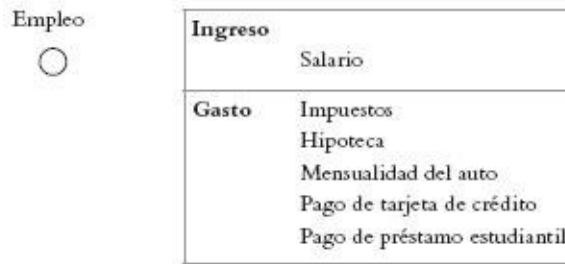 Empleo
Ingreso
Salario
Gasto Impuestos
Hipoteca
Mensualidad del auto
Pago de tarjeta de crédito
Pago de préstamo estudiantil